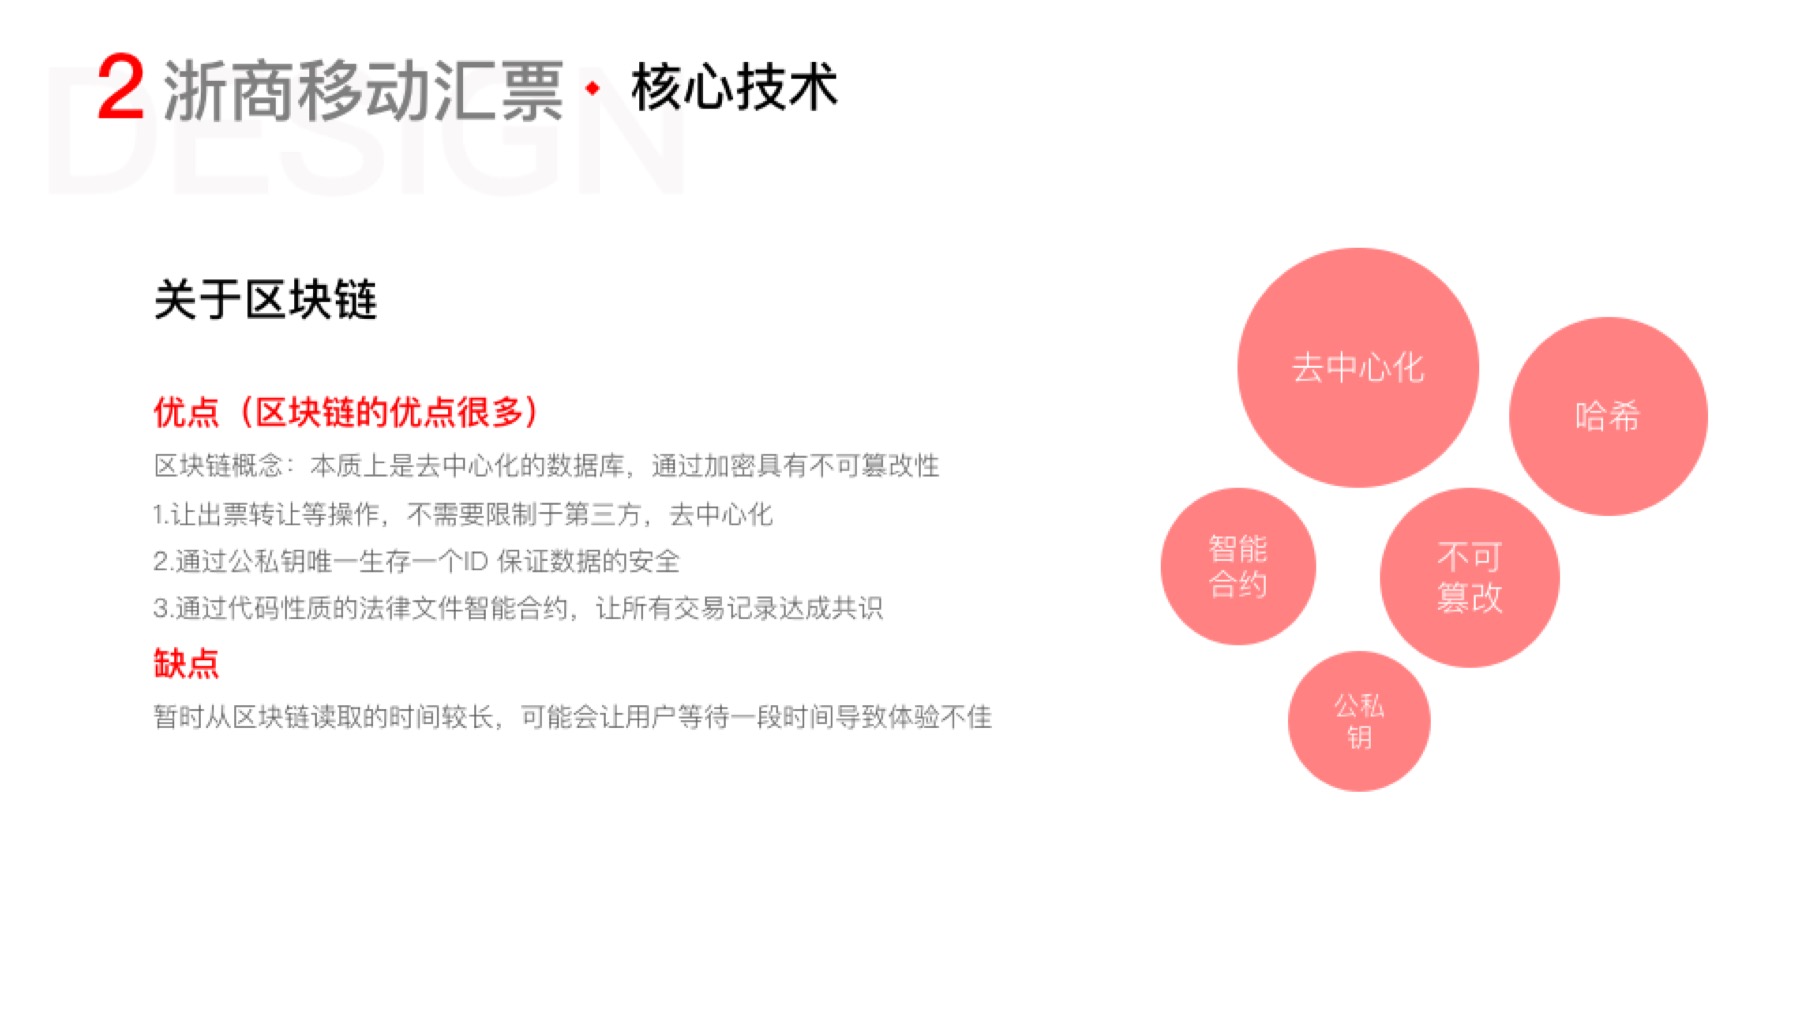 DESIGN
2 浙商移动汇票·核心技术
关于区块链
优点（区块链的优点很多）
区块链概念：本质上是去中心化的数据库，通过加密具有不可篡改性
1.让出票转让等操作，不需要限制于第三方，去中心化
2.通过公私钥唯一生存一个ID 保证数据的安全
3.通过代码性质的法律文件智能合约，让所有交易记录达成共识
缺点
暂时从区块链读取的时间较长，可能会让用户等待一段时间导致体验不佳
去中心化
哈希
智能
合约
不可
篡改
公私
钥